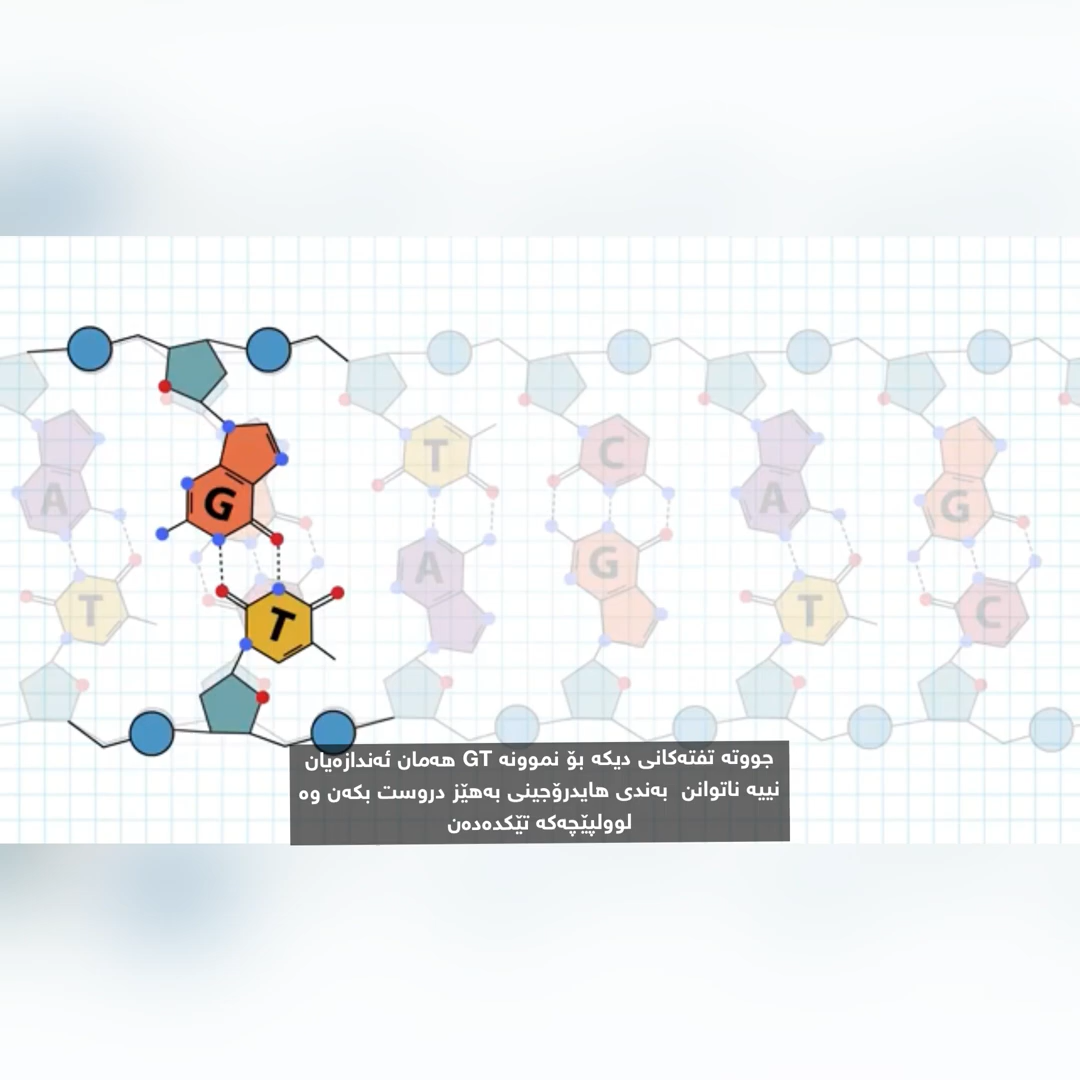 G
T
T
C
A
G
A
T
A
G
T
C
جووتە تفتەکانی دیکە بۆ نموونە GT هەمان ئەندازەیان
نییە ناتوانن بەندی هایدرۆجینی بەهێز دروست بکەن وە
لوولپێچەکە تێکدەدەن